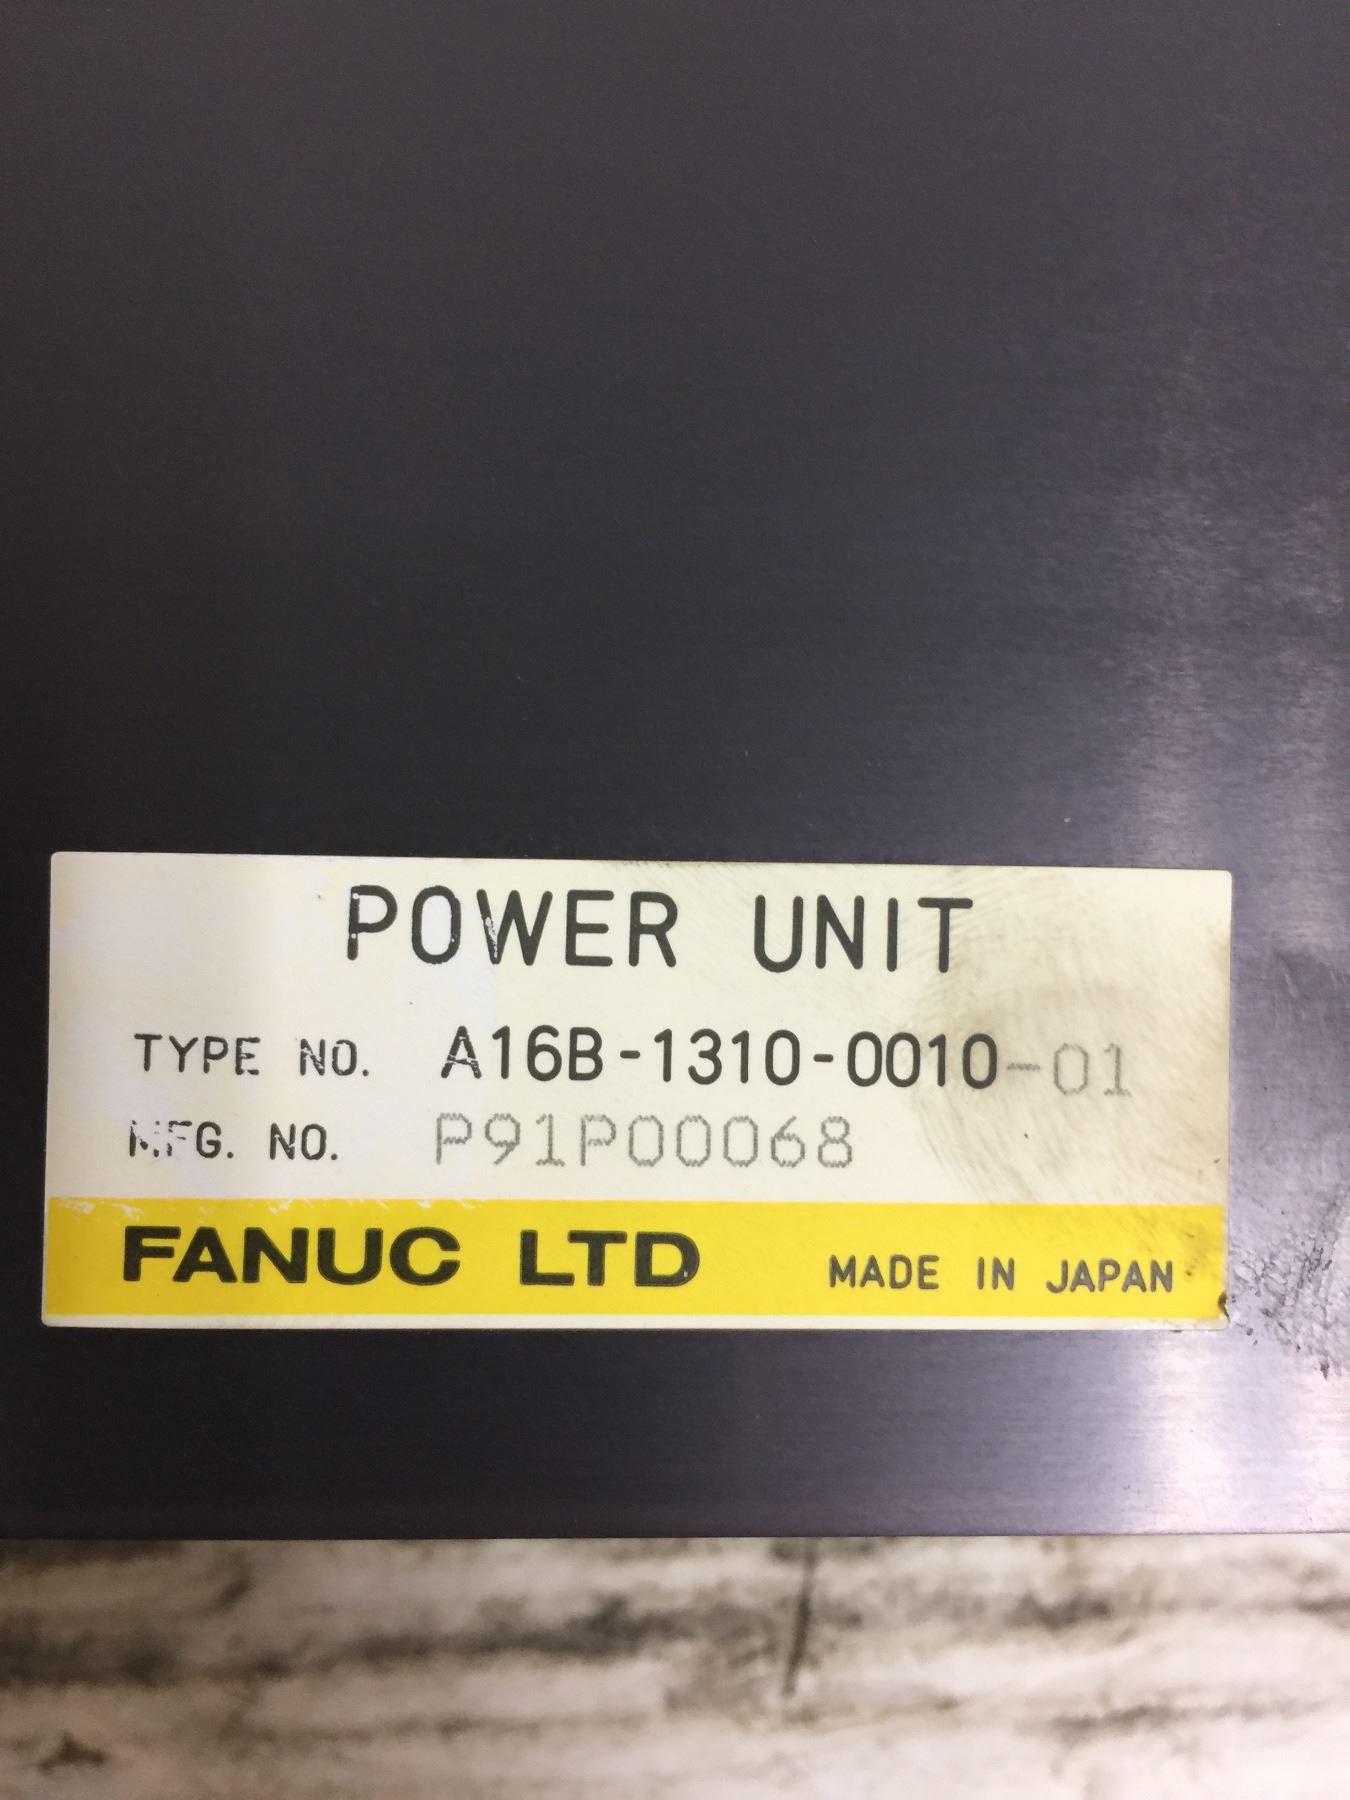 POWER UNIT
TYPE NO. A16B-1310-0010-01
MFG. NO. P91P00068
FANUC LTD MADE IN JAPAN